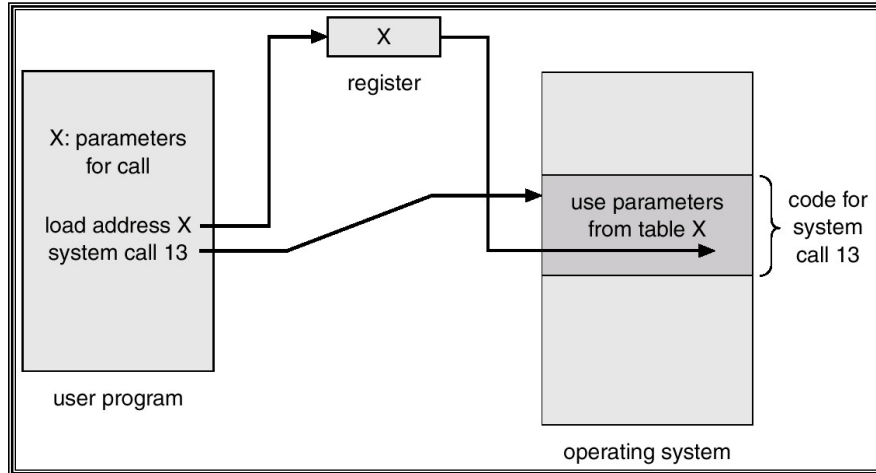 X
register
X: parameters
for call
load address X
system call 13
user program
use parameters
from table X
code for
system
call 13
operating system